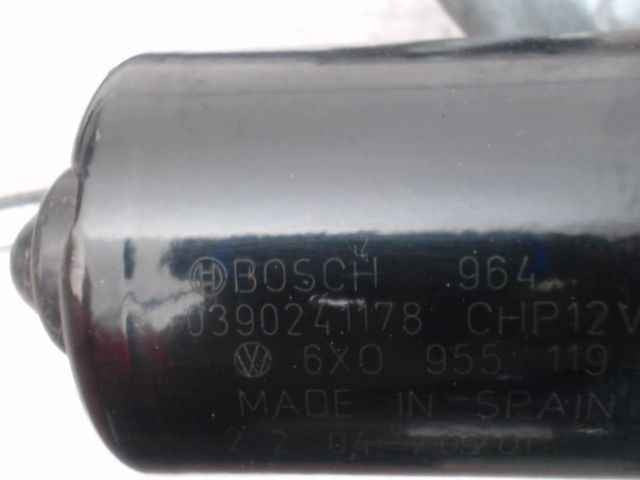 BOSCH 964
0390241178 CHP12V
6X0 955 119
MADE IN SPAIN